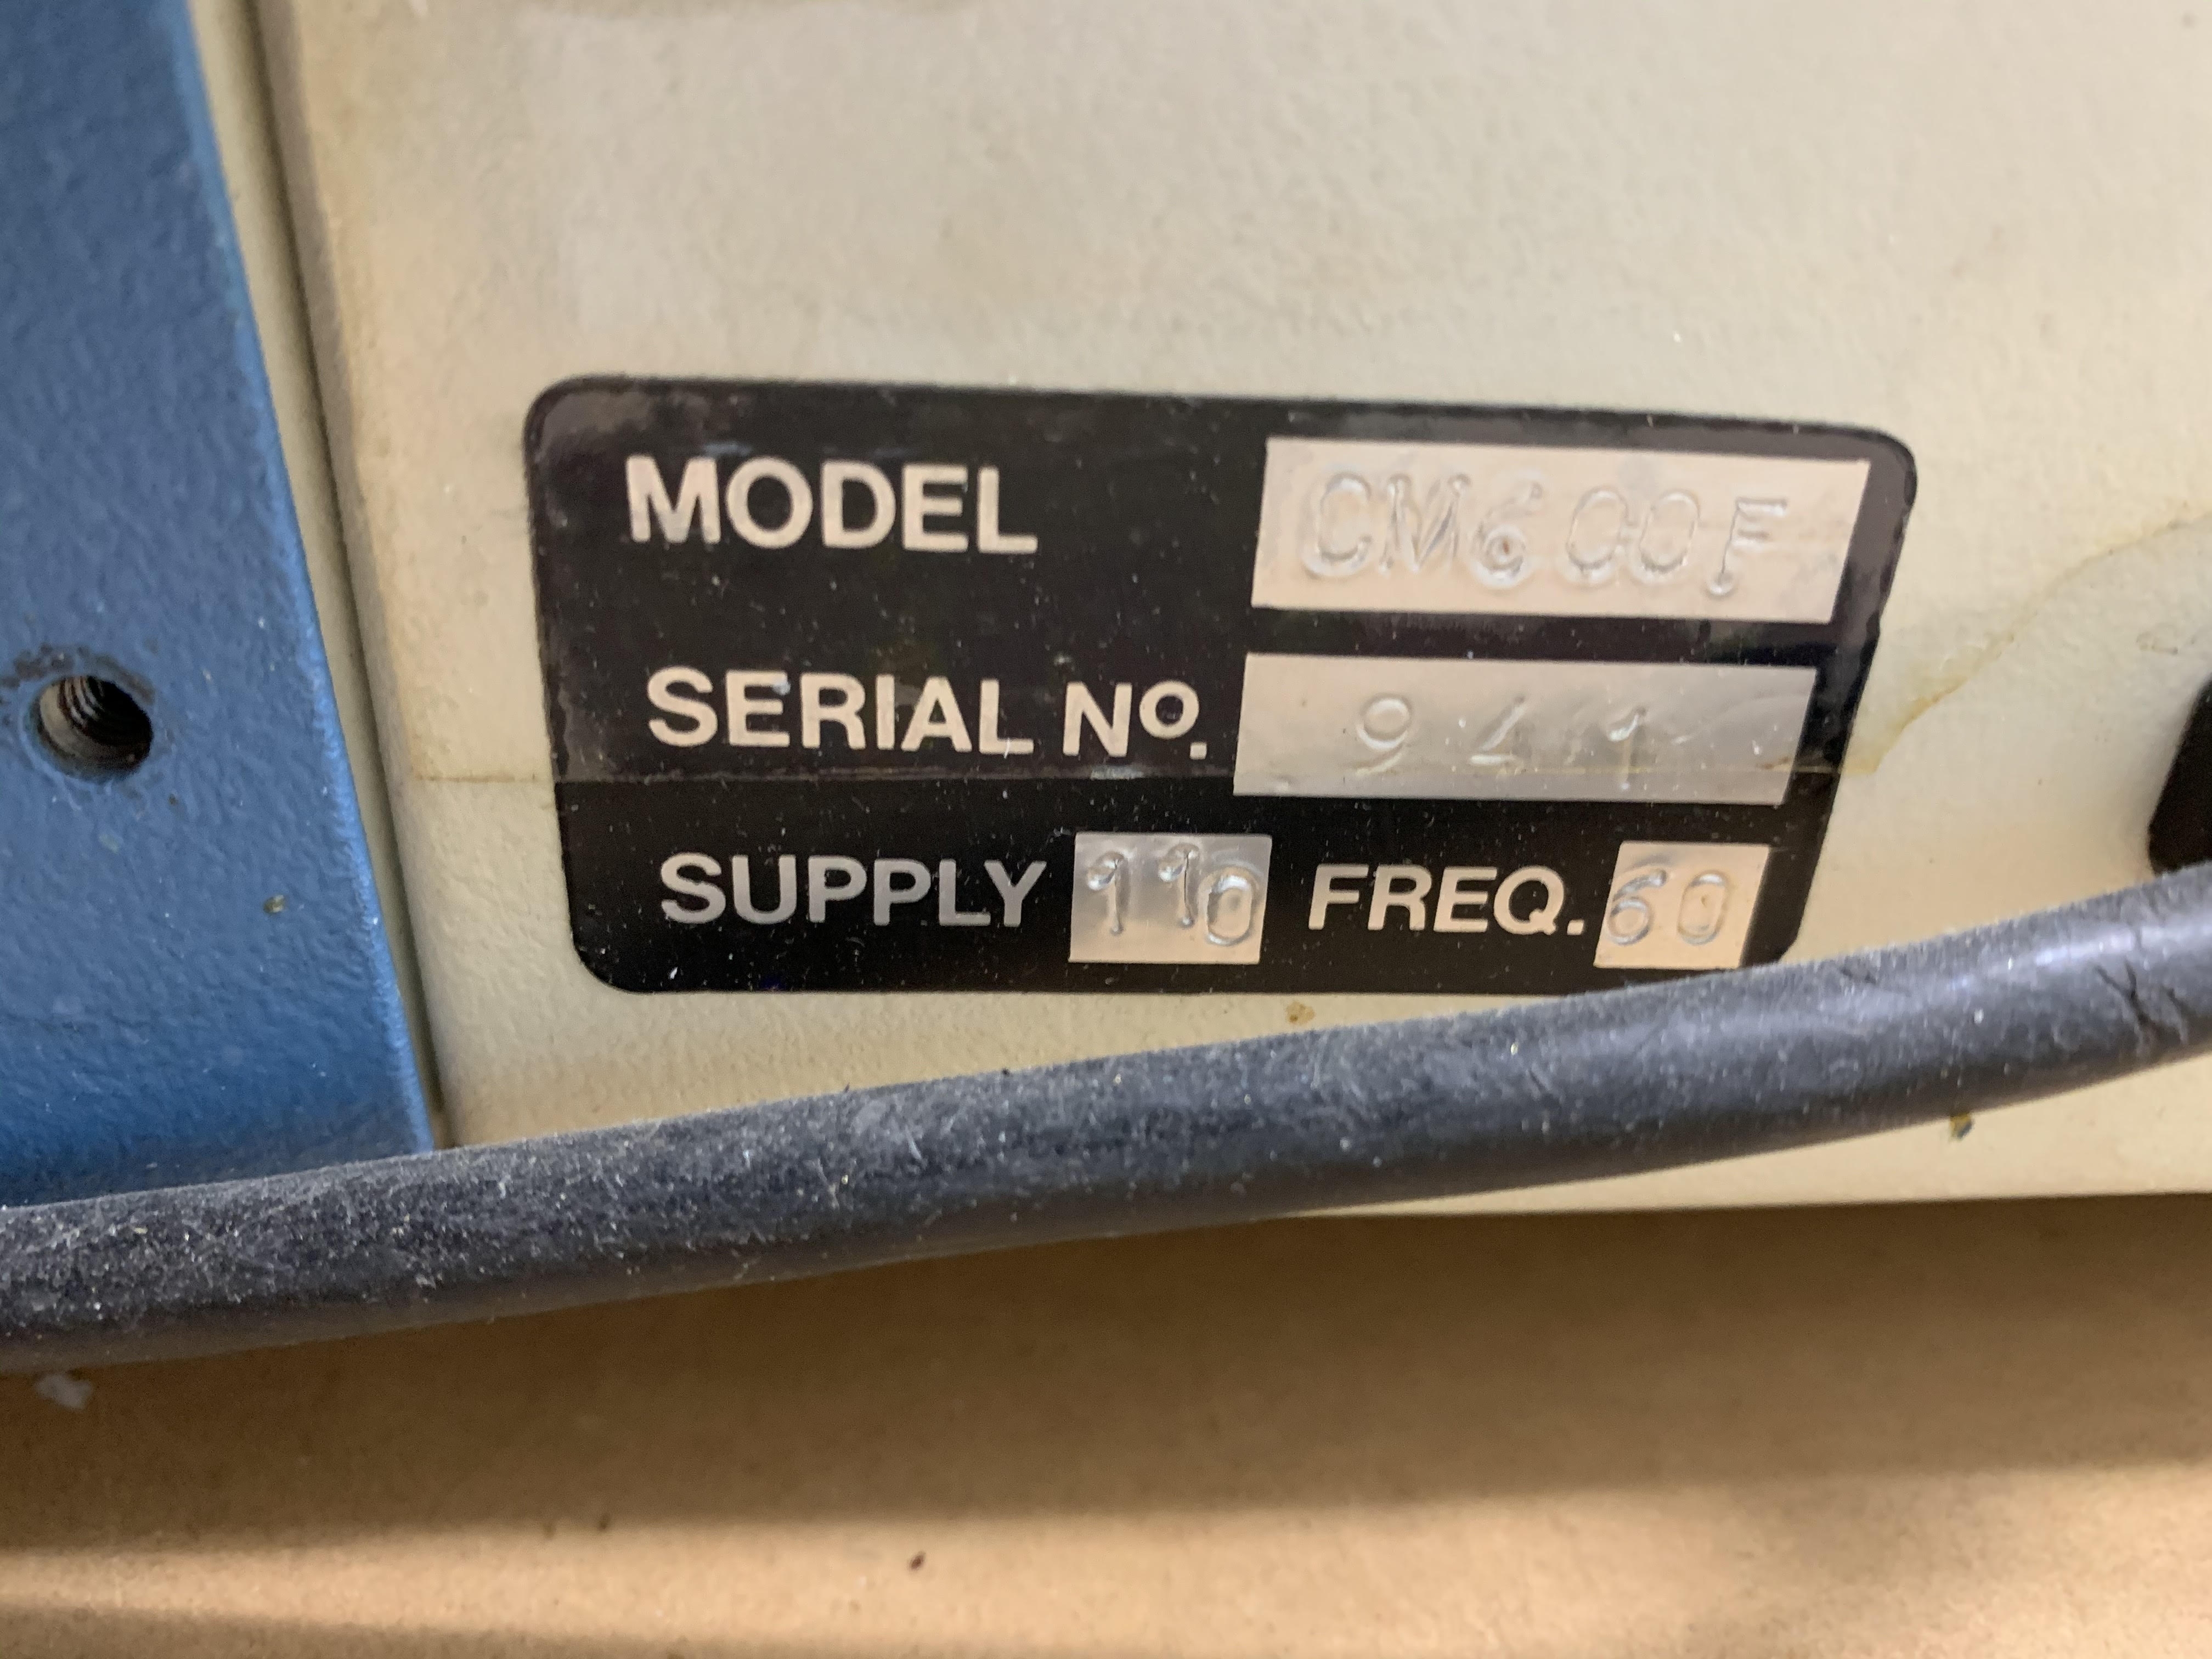 MODEL CM600F
SERIAL Nº. 941
SUPPLY 110 FREQ. 60